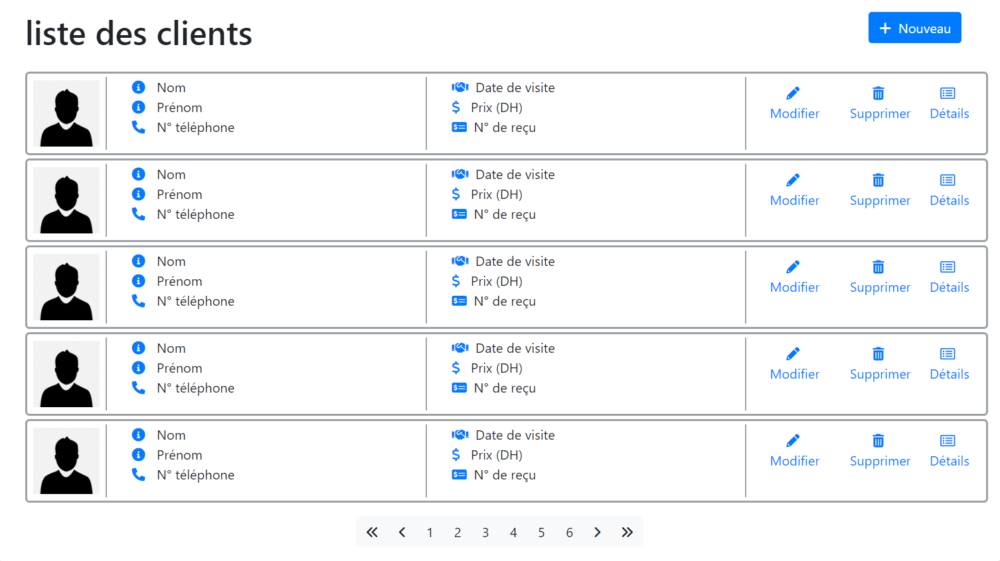 liste des clients
Nouveau
Nom
Prénom
N° téléphone
Date de visite
Prix (DH)
N° de reçu
Modifier
Supprimer
Détails
Nom
Prénom
N° téléphone
Date de visite
Prix (DH)
N° de reçu
Modifier
Supprimer
Détails
Nom
Prénom
N° téléphone
Date de visite
Prix (DH)
N° de reçu
Modifier
Supprimer
Détails
Nom
Prénom
N° téléphone
Date de visite
Prix (DH)
N° de reçu
Modifier
Supprimer
Détails
Nom
Prénom
N° téléphone
Date de visite
Prix (DH)
N° de reçu
Modifier
Supprimer
Détails
1 2 3 4 5 6